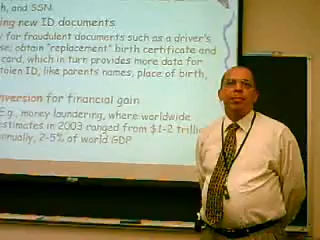 h, and SSN.
ing new ID documents
y for fraudulent documents such as a driver's
se; obtain "replacement" birth certificate and
card, which in turn provides more data for
tolen ID, like parents names, place of birth,
nversion for financial gain
E.g., money laundering, where worldwide
estimates in 2003 ranged from $1-2 trillio
nnually, 2-5% of world GDP